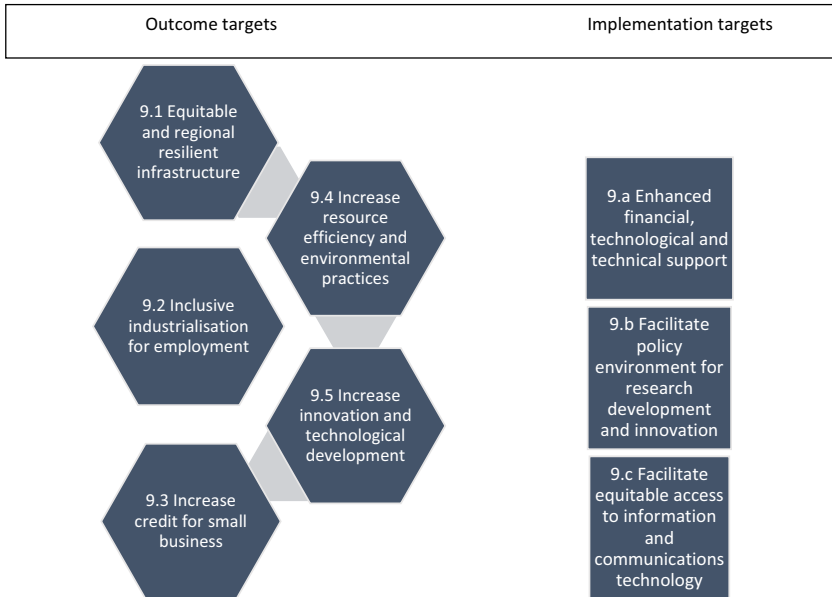 Outcome targets
Implementation targets
9.1 Equitable
and regional
resilient
infrastructure
9.4 Increase
resource
efficiency and
environmental
practices
9.2 Inclusive
industrialisation
for employment
9.5 Increase
innovation and
technological
development
9.3 Increase
credit for small
business
9.a Enhanced
financial,
technological and
technical support
9.b Facilitate
policy
environment for
research
development
and innovation
9.c Facilitate
equitable access
to information
and
communications
technology